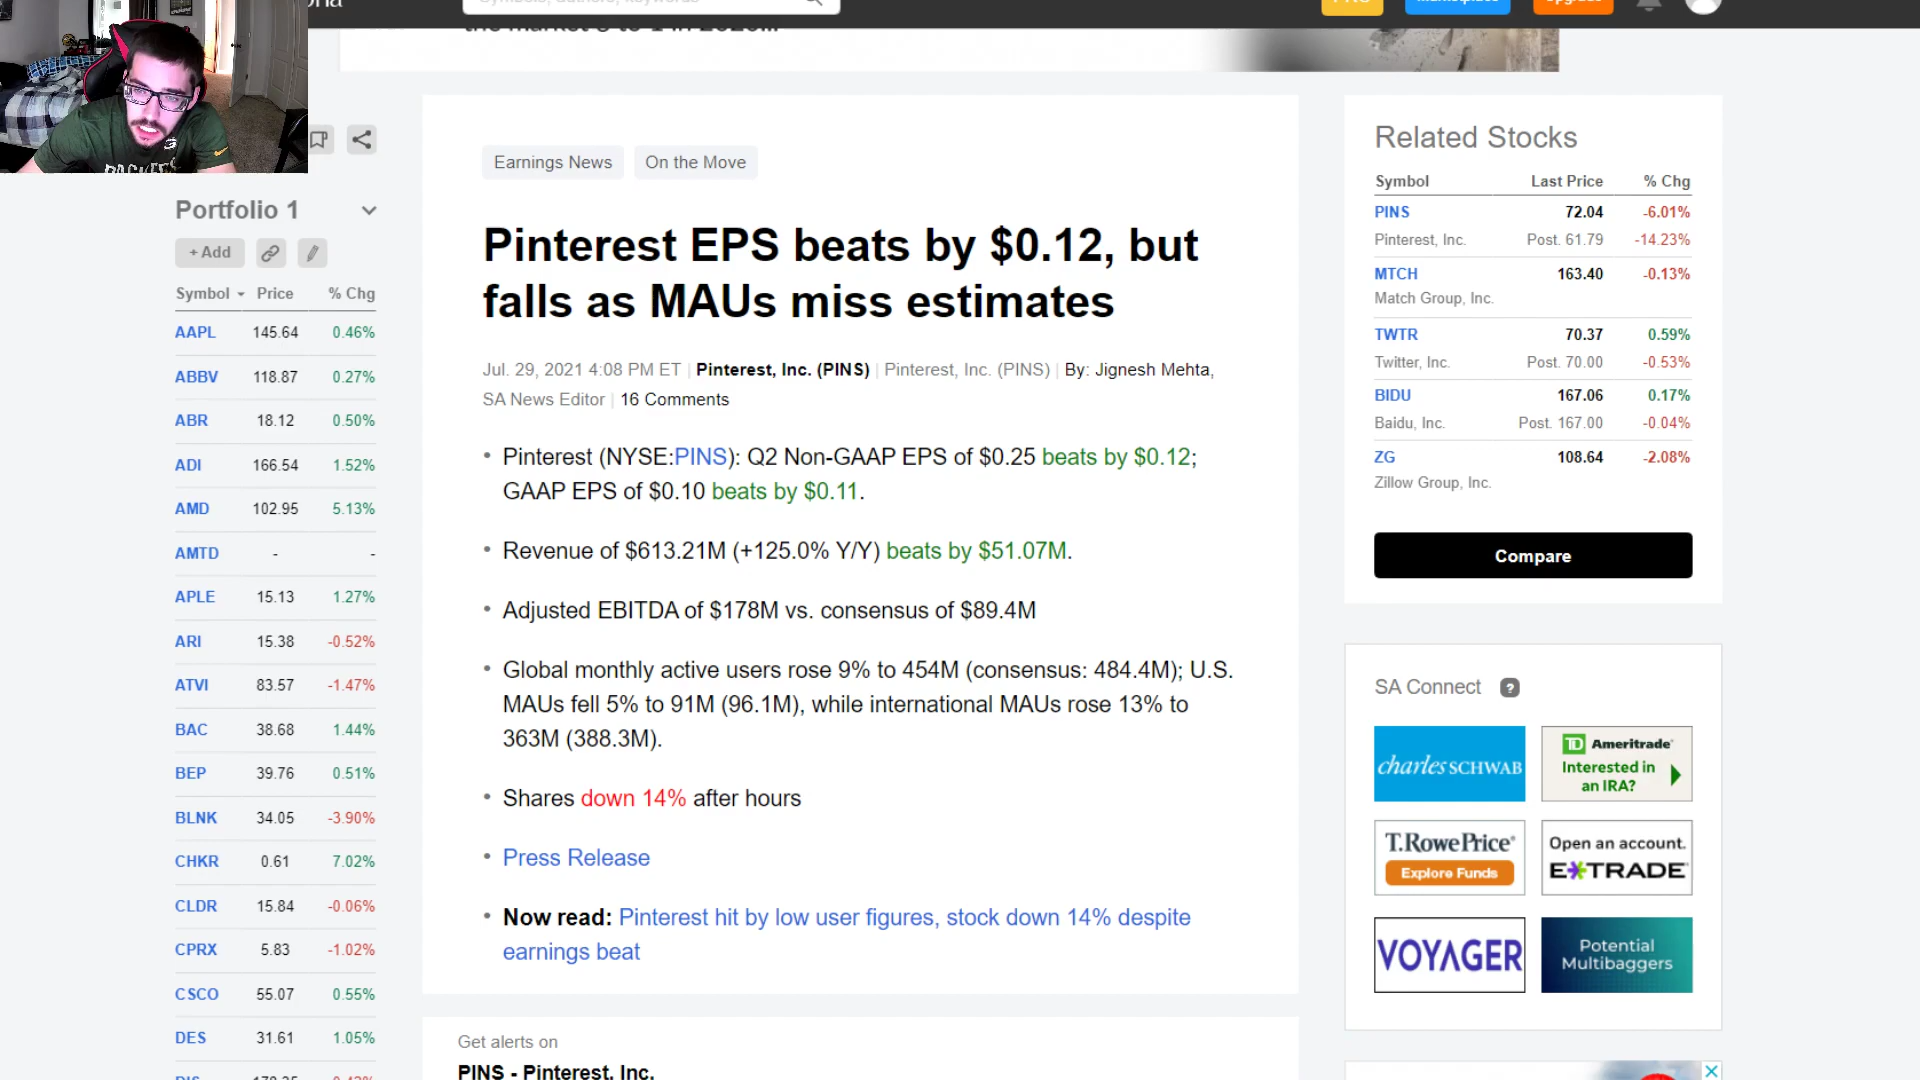 Earnings News
On the Move
Pinterest EPS beats by $0.12, but
falls as MAUs miss estimates
Jul. 29, 2021 4:08 PM ET | Pinterest, Inc. (PINS) | Pinterest, Inc. (PINS) | By: Jignesh Mehta,
SA News Editor | 16 Comments
• Pinterest (NYSE:PINS): Q2 Non-GAAP EPS of $0.25 beats by $0.12;
GAAP EPS of $0.10 beats by $0.11.
• Revenue of $613.21M (+125.0% Y/Y) beats by $51.07M.
• Adjusted EBITDA of $178M vs. consensus of $89.4M
• Global monthly active users rose 9% to 454M (consensus: 484.4M); U.S.
MAUs fell 5% to 91M (96.1M), while international MAUs rose 13% to
363M (388.3M).
• Shares down 14% after hours
• Press Release
• Now read: Pinterest hit by low user figures, stock down 14% despite
earnings beat
Get alerts on
PINS - Pinterest, Inc.
Portfolio 1
+ Add
Symbol Price % Chg
AAPL 145.64 0.46%
ABBV 118.87 0.27%
ABR 18.12 0.50%
ADI 166.54 1.52%
AMD 102.95 5.13%
AMTD - -
APLE 15.13 1.27%
ARI 15.38 -0.52%
ATVI 83.57 -1.47%
BAC 38.68 1.44%
BEP 39.76 0.51%
BLNK 34.05 -3.90%
CHKR 0.61 7.02%
CLDR 15.84 -0.06%
CPRX 5.83 -1.02%
CSCO 55.07 0.55%
DES 31.61 1.05%
Related Stocks
Symbol Last Price % Chg
PINS 72.04 -6.01%
Pinterest, Inc. Post. 61.79 -14.23%
MTCH 163.40 -0.13%
Match Group, Inc.
TWTR 70.37 0.59%
Twitter, Inc. Post. 70.00 -0.53%
BIDU 167.06 0.17%
Baidu, Inc. Post. 167.00 -0.04%
ZG 108.64 -2.08%
Zillow Group, Inc.
Compare
SA Connect ?
charles SCHWAB
TD Ameritrade
Interested in
an IRA?
T.RowePrice
Explore Funds
Open an account.
E*TRADE
VOYAGER
Potential
Multibaggers